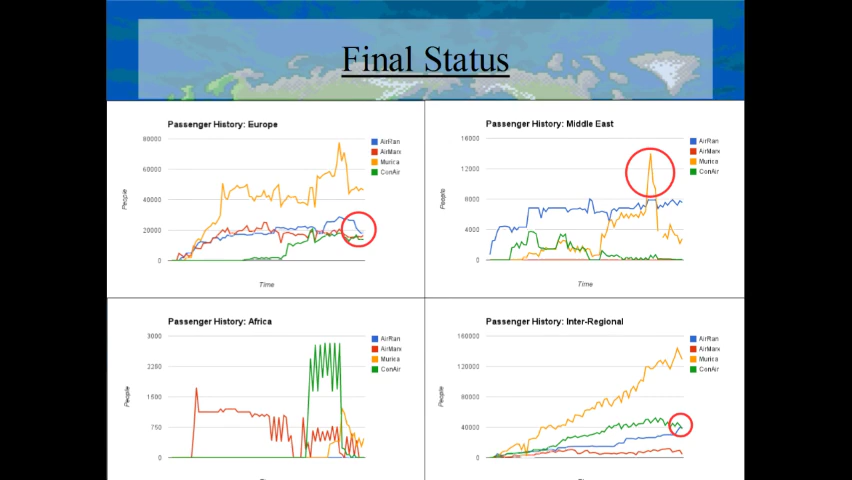 Final Status
Passenger History: Europe
80000
60000
40000
20000
0
People
Time
AirRan
AirMan
Murica
ConAir
Passenger History: Middle East
16000
12000
8000
4000
0
People
Time
AirRan
AirMan
Murica
ConAir
Passenger History: Africa
3000
2250
1500
750
0
People
AirRan
AirMan
Murica
ConAir
Passenger History: Inter-Regional
160000
120000
80000
40000
0
People
AirRan
AirMan
Murica
ConAir